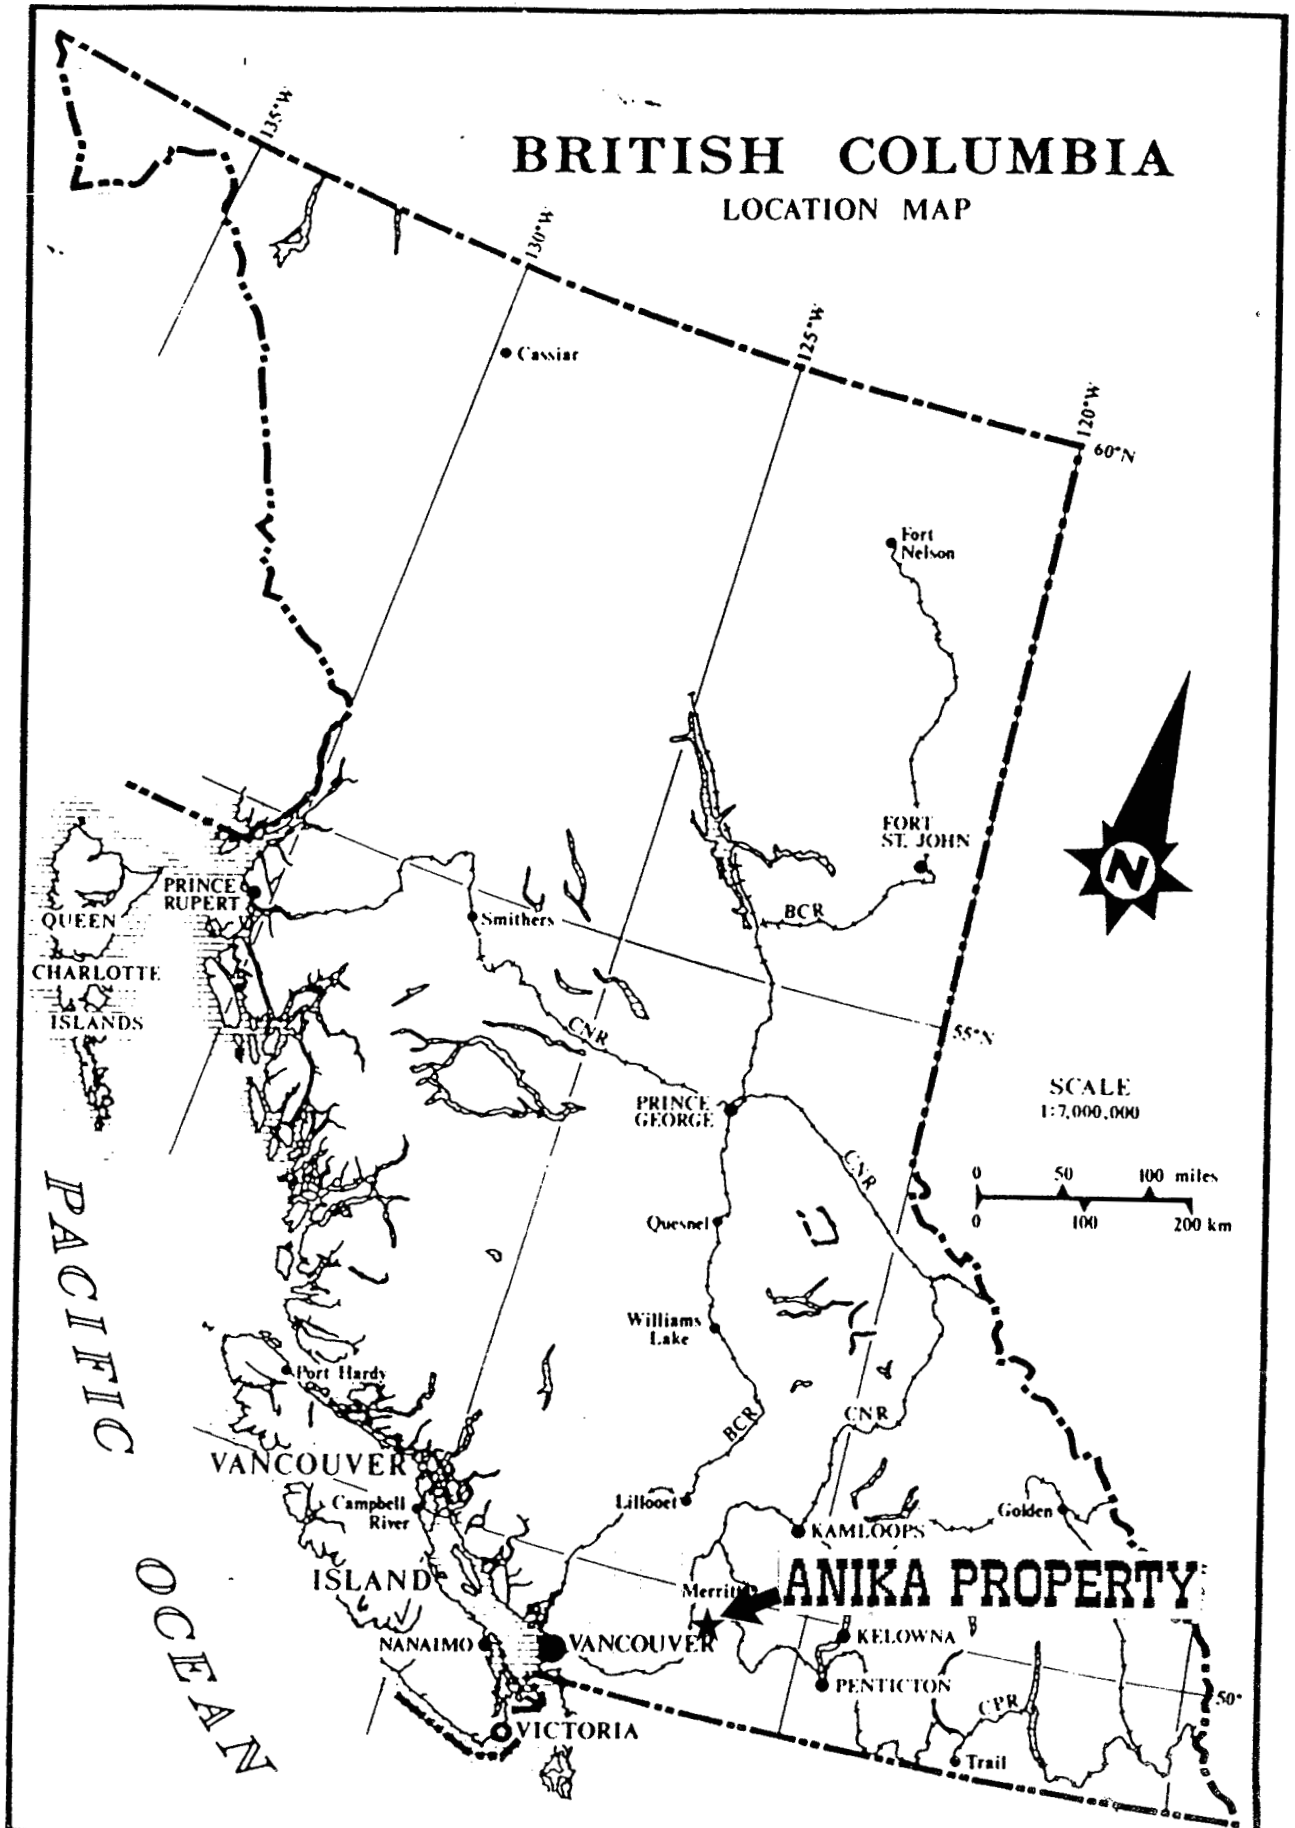 BRITISH COLUMBIA
LOCATION MAP
135°W
130°W
125°W
120°W
60°N
Cassiar
Fort
Nelson
FORT
ST. JOHN
BCR
N
PRINCE
RUPERT
QUEEN
CHARLOTTE
ISLANDS
Smithers
CNR
55°N
PRINCE
GEORGE
SCALE
1:7,000,000
0 50 100 miles
0 100 200 km
CNR
Quesnel
Williams
Lake
PACIFIC
OCEAN
Port Hardy
BCR
CNR
VANCOUVER
ISLAND
Campbell
River
Lillooet
Golden
KAMLOOPS
ANIKA PROPERTY
Merritt
NANAIMO
VANCOUVER
KELOWNA
PENTICTON
CPR
50°
VICTORIA
Trail